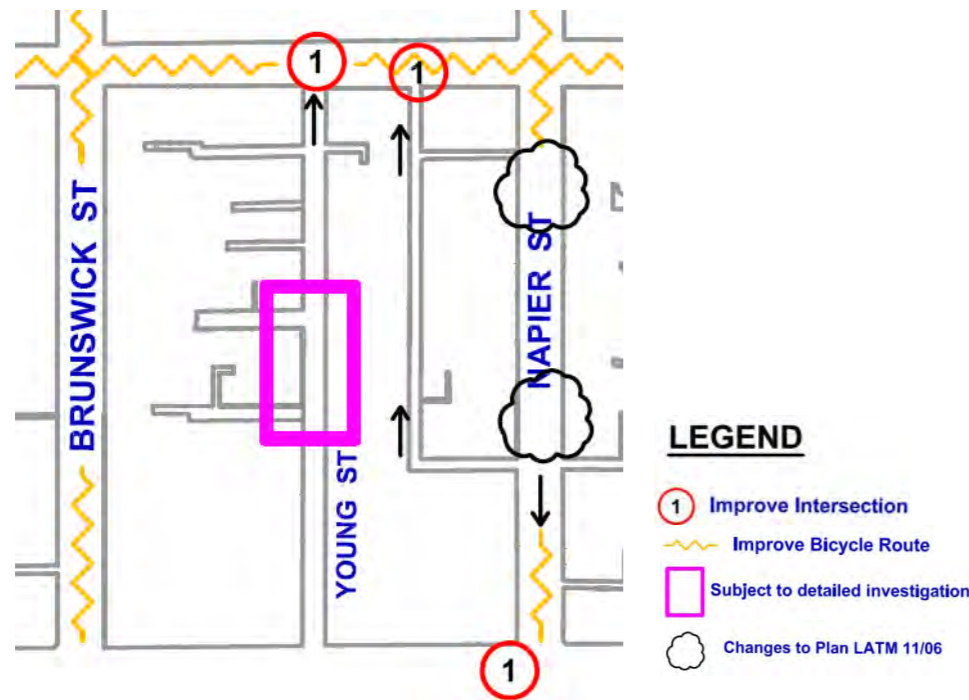 1
1
BRUNSWICK ST
YOUNG ST
NAPIER ST
1
LEGEND
1 Improve Intersection
Improve Bicycle Route
Subject to detailed investigation
Changes to Plan LATM 11/06